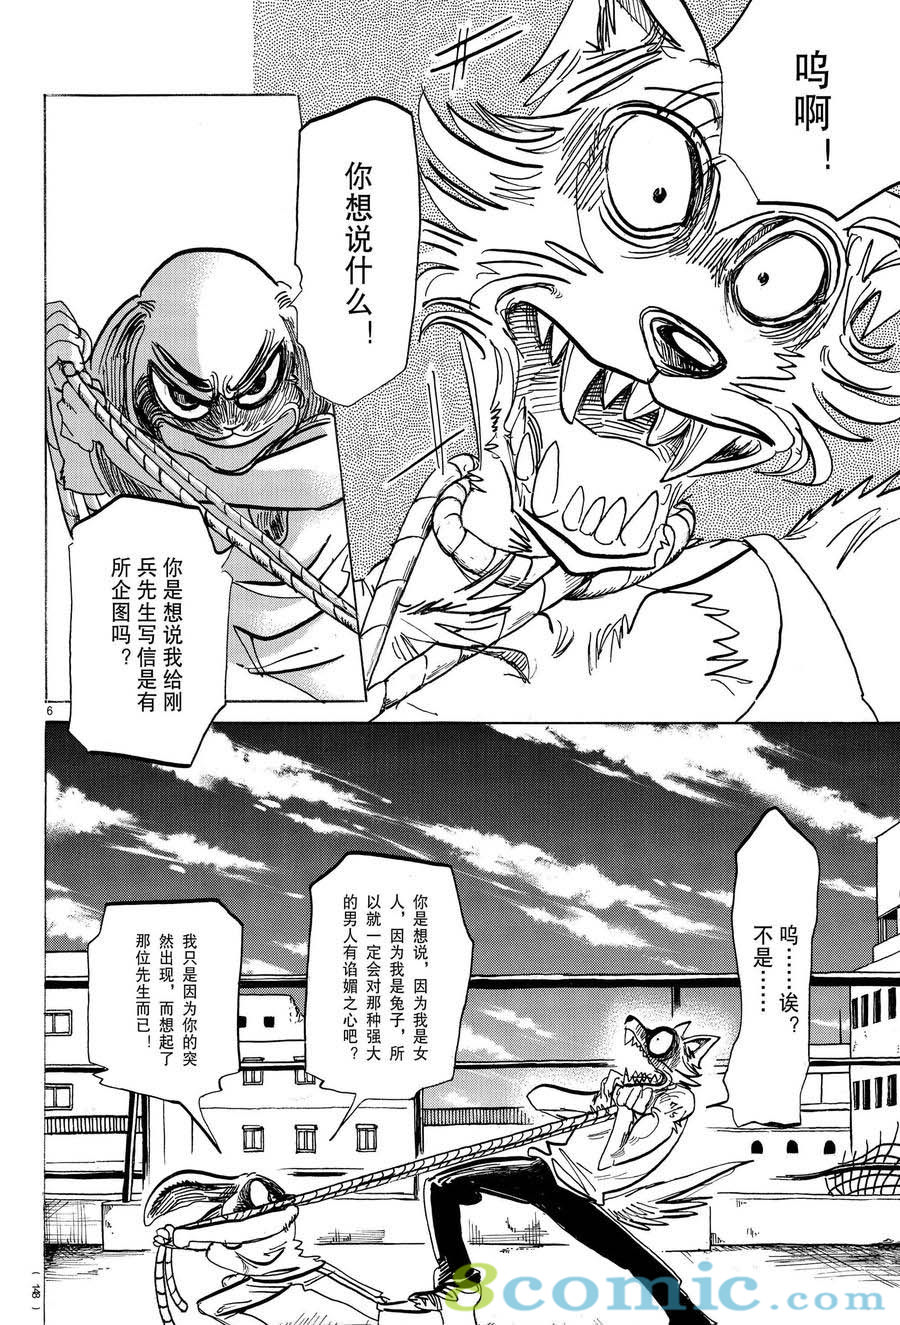 呜啊！
你想说什么！
你是想说我给刚
兵先生写信是有
所企图吗？
6
呜……诶？
不是……
你是想说，因为我是女
人，因为我是兔子，所
以就一定会对那种强大
的男人有谄媚之心吧？
我只是因为你的突
然出现，而想起了
那位先生而已！
( 148 )
8comic.com